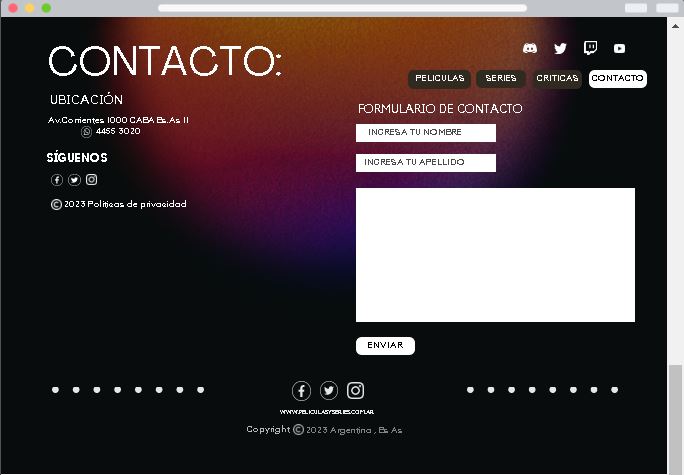 CONTACTO:
PELICULAS SERIES CRITICAS CONTACTO
UBICACIÓN
Av.Corrientes 1000 CABA Bs.As 11
4455 3020
SÍGUENOS
© 2023 Politicas de privacidad
FORMULARIO DE CONTACTO
INGRESA TU NOMBRE
INGRESA TU APELLIDO
ENVIAR
WWW.PELICULASYSERIES.COM.AR
Copyright © 2023 Argentina , Bs As